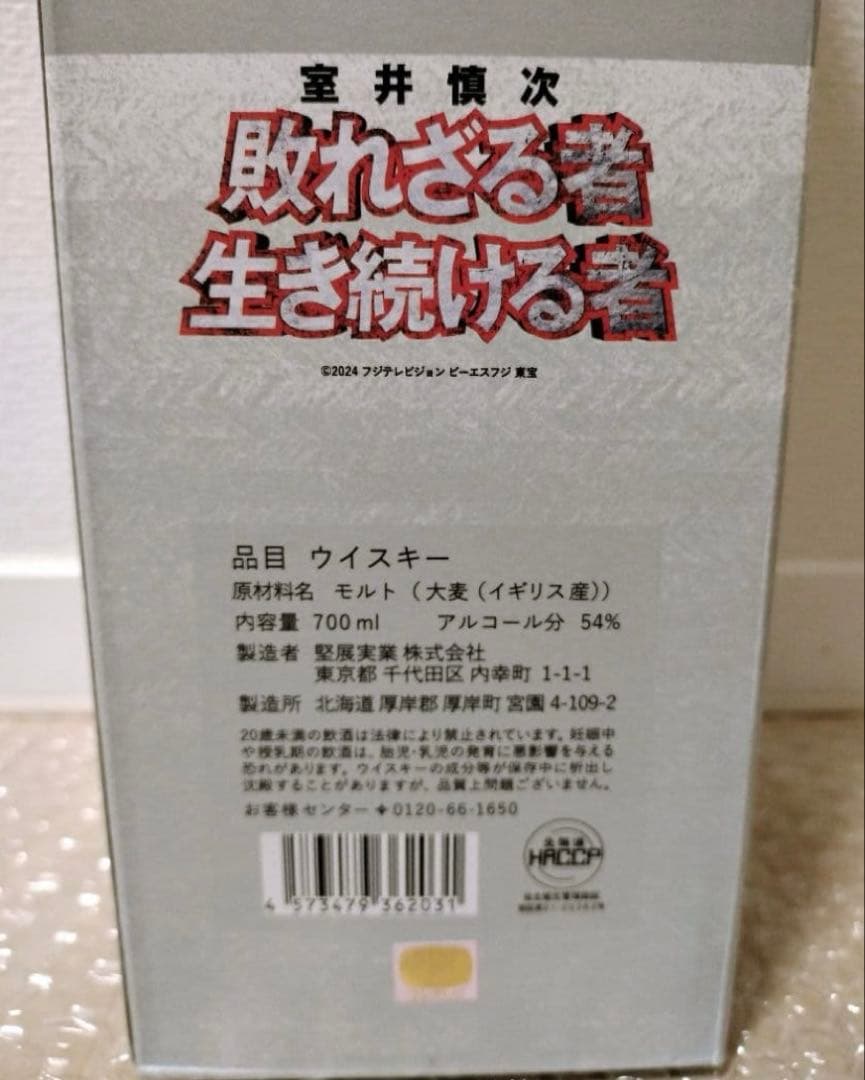 室井慎次
敗れざる者
生き続ける者
©2024 フジテレビジョン ビーエスフジ 東宝
品目 ウイスキー
原材料名 モルト（大麦（イギリス産））
内容量 700ml アルコール分 54%
製造者 堅展実業 株式会社
東京都 千代田区 内幸町 1-1-1
製造所 北海道 厚岸郡 厚岸町 宮園 4-109-2
20歳未満の飲酒は法律により禁止されています。妊娠中
や授乳期の飲酒は、胎児・乳児の発育に悪影響を与える
恐れがあります。ウイスキーの成分等が保存中に析出し
沈殿することがありますが、品質上問題ございません。
お客様センター 0120-66-1650
北海道
HACCP
4 573479 362031